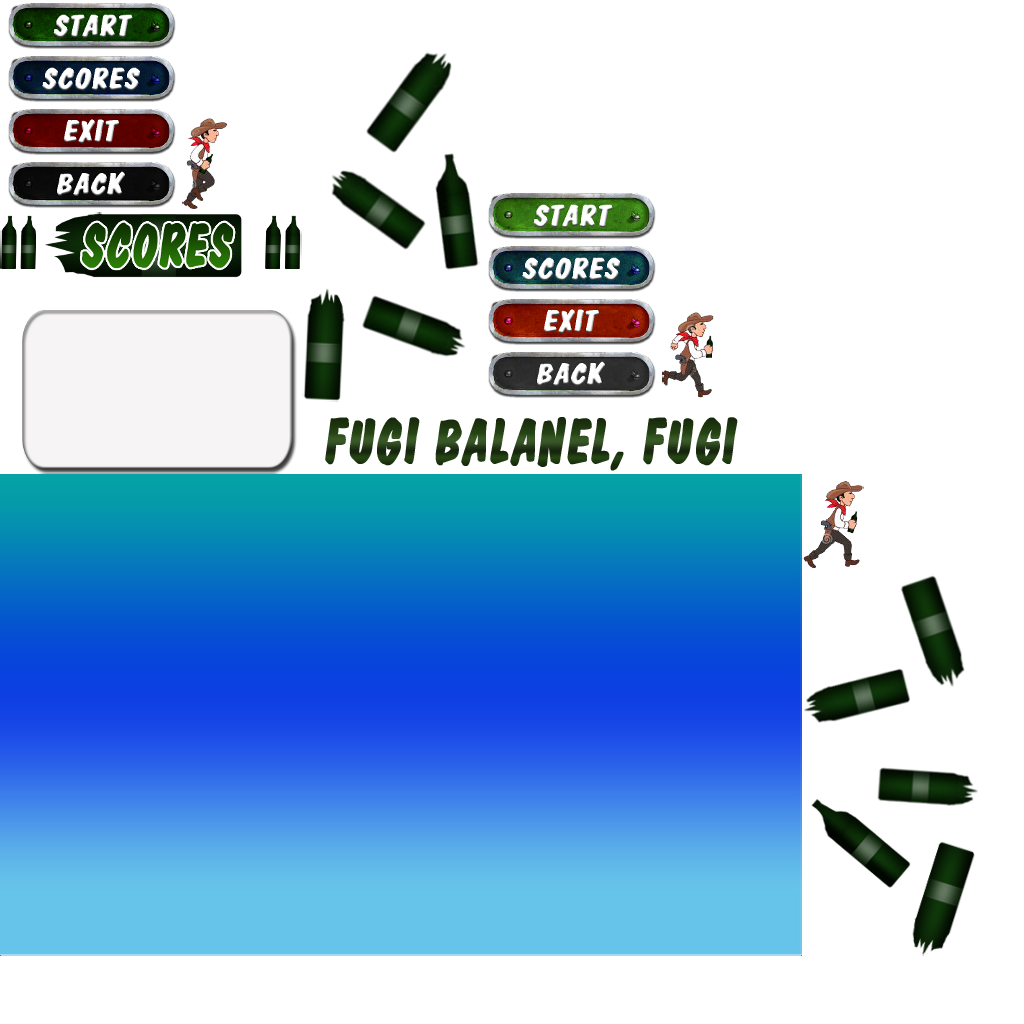 START
SCORES
EXIT
BACK
SCORES
START
SCORES
EXIT
BACK
FUGI BALANEL, FUGI